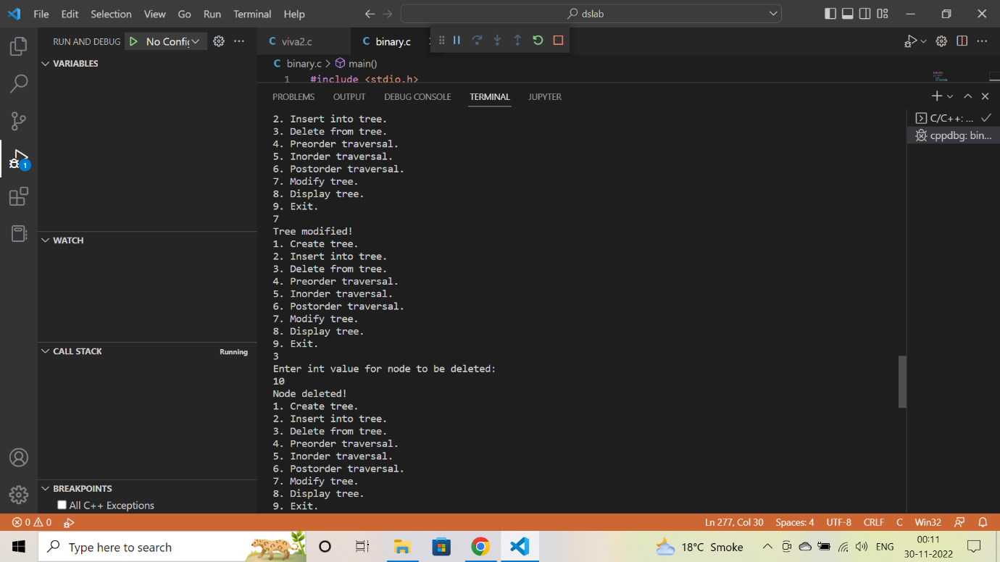 File Edit Selection View Go Run Terminal Help
dslab
RUN AND DEBUG No Config
viva2.c
binary.c
binary.c > main()
VARIABLES
1 #include <stdio.h>
PROBLEMS OUTPUT DEBUG CONSOLE TERMINAL JUPYTER
C/C++: ...
cppdbg: bin...
2. Insert into tree.
3. Delete from tree.
4. Preorder traversal.
5. Inorder traversal.
6. Postorder traversal.
7. Modify tree.
8. Display tree.
9. Exit.
7
Tree modified!
1. Create tree.
2. Insert into tree.
3. Delete from tree.
4. Preorder traversal.
5. Inorder traversal.
6. Postorder traversal.
7. Modify tree.
8. Display tree.
9. Exit.
3
Enter int value for node to be deleted:
10
Node deleted!
1. Create tree.
2. Insert into tree.
3. Delete from tree.
4. Preorder traversal.
5. Inorder traversal.
6. Postorder traversal.
7. Modify tree.
8. Display tree.
9. Exit.
WATCH
CALL STACK Running
1
BREAKPOINTS
All C++ Exceptions
0 0
Ln 277, Col 30 Spaces: 4 UTF-8 CRLF C Win32
Type here to search
18°C Smoke
ENG
00:11
30-11-2022